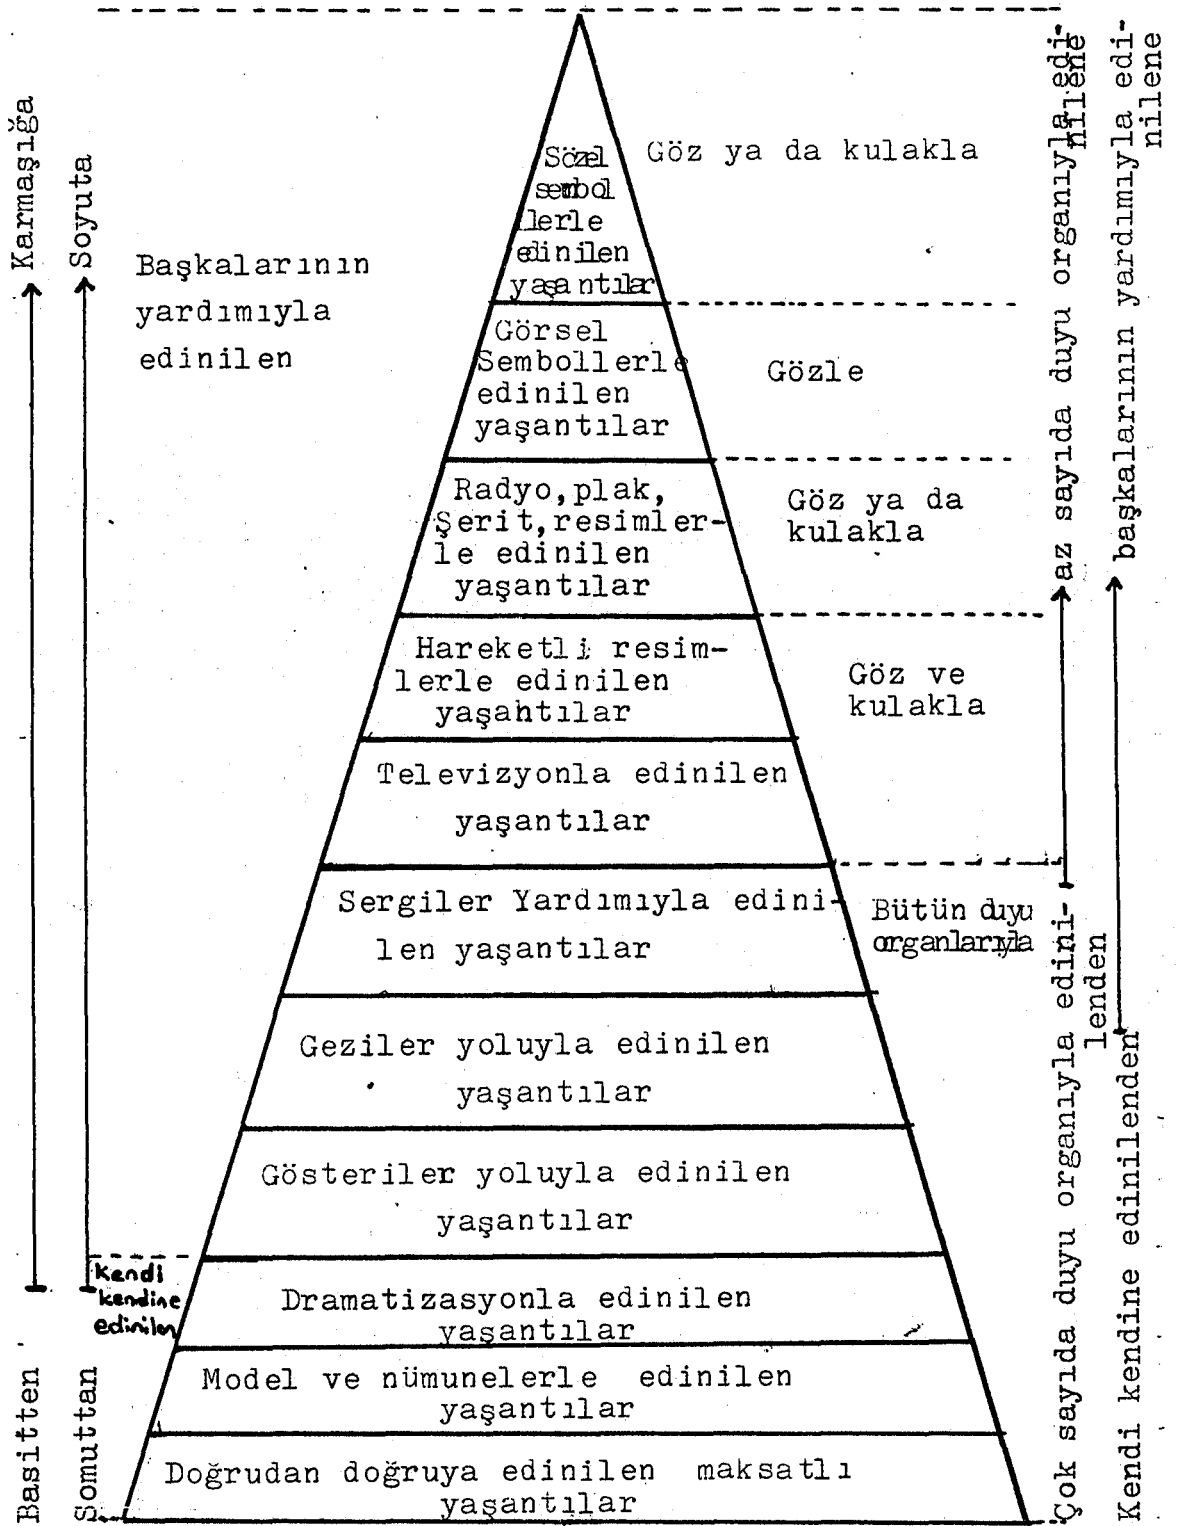 Karmaşığa
Soyuta
Başkalarının
yardımıyla
edinilen
kendi
kendine
edinilen
Basitten
Somuttan
Sözel
sembol
lerle
edinilen
yaşantılar
Görsel
Sembollerle
edinilen
yaşantılar
Radyo,plak,
Şerit,resimler-
le edinilen
yaşantılar
Hareketli resim-
lerle edinilen
yaşantılar
Televizyonla edinilen
yaşantılar
Sergiler Yardımıyla edini-
len yaşantılar
Geziler yoluyla edinilen
yaşantılar
Gösteriler yoluyla edinilen
yaşantılar
Dramatizasyonla edinilen
yaşantılar
Model ve nümunelerle edinilen
yaşantılar
Doğrudan doğruya edinilen maksatlı
yaşantılar
Göz ya da kulakla
Gözle
Göz ya da
kulakla
Göz ve
kulakla
Bütün duyu
organlarıyla
az sayıda duyu organıyla edi-
nilene
başkalarının yardımıyla edi-
nilene
Çok sayıda duyu organıyla edini-
lenden
Kendi kendine edinilenden